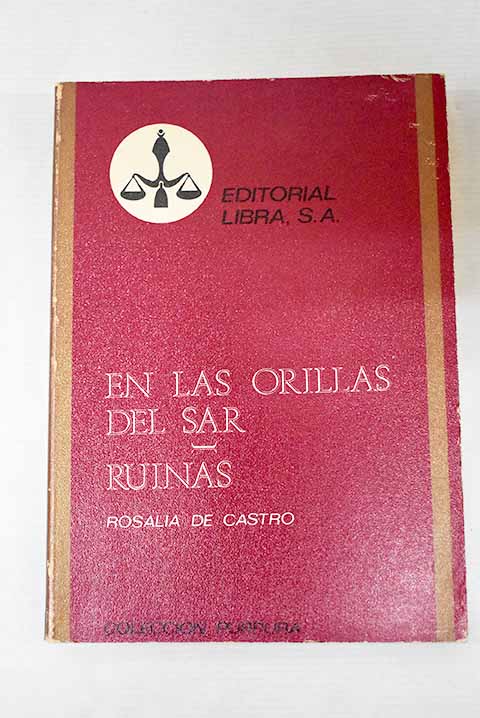 EDITORIAL
LIBRA, S.A.
EN LAS ORILLAS
DEL SAR
RUINAS
ROSALIA DE CASTRO
COLECCION PURPURA